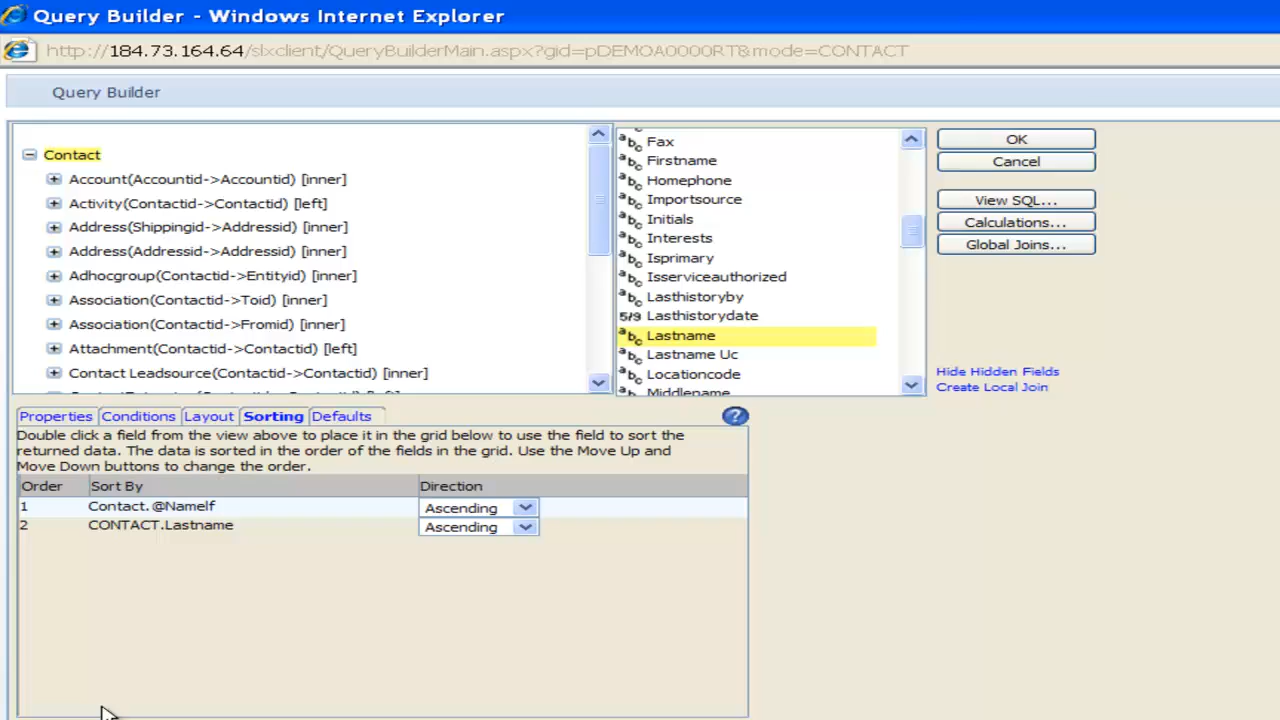 Query Builder - Windows Internet Explorer
http://184.73.164.64/slxclient/QueryBuilderMain.aspx?gid=pDEMOA0000RT&mode=CONTACT
Query Builder
Contact
Account(Accountid->Accountid) [inner]
Activity(Contactid->Contactid) [left]
Address(Shippingid->Addressid) [inner]
Address(Addressid->Addressid) [inner]
Adhocgroup(Contactid->Entityid) [inner]
Association(Contactid->Toid) [inner]
Association(Contactid->Fromid) [inner]
Attachment(Contactid->Contactid) [left]
Contact Leadsource(Contactid->Contactid) [inner]
Fax
Firstname
Homephone
Importsource
Initials
Interests
Isprimary
Isserviceauthorized
Lasthistoryby
5/9 Lasthistorydate
Lastname
Lastname Uc
Locationcode
Middlename
OK
Cancel
View SQL...
Calculations...
Global Joins...
Hide Hidden Fields
Create Local Join
Properties Conditions Layout Sorting Defaults
?
Double click a field from the view above to place it in the grid below to use the field to sort the
returned data. The data is sorted in the order of the fields in the grid. Use the Move Up and
Move Down buttons to change the order.
Order Sort By Direction
1 Contact.@Namelf Ascending
2 CONTACT.Lastname Ascending